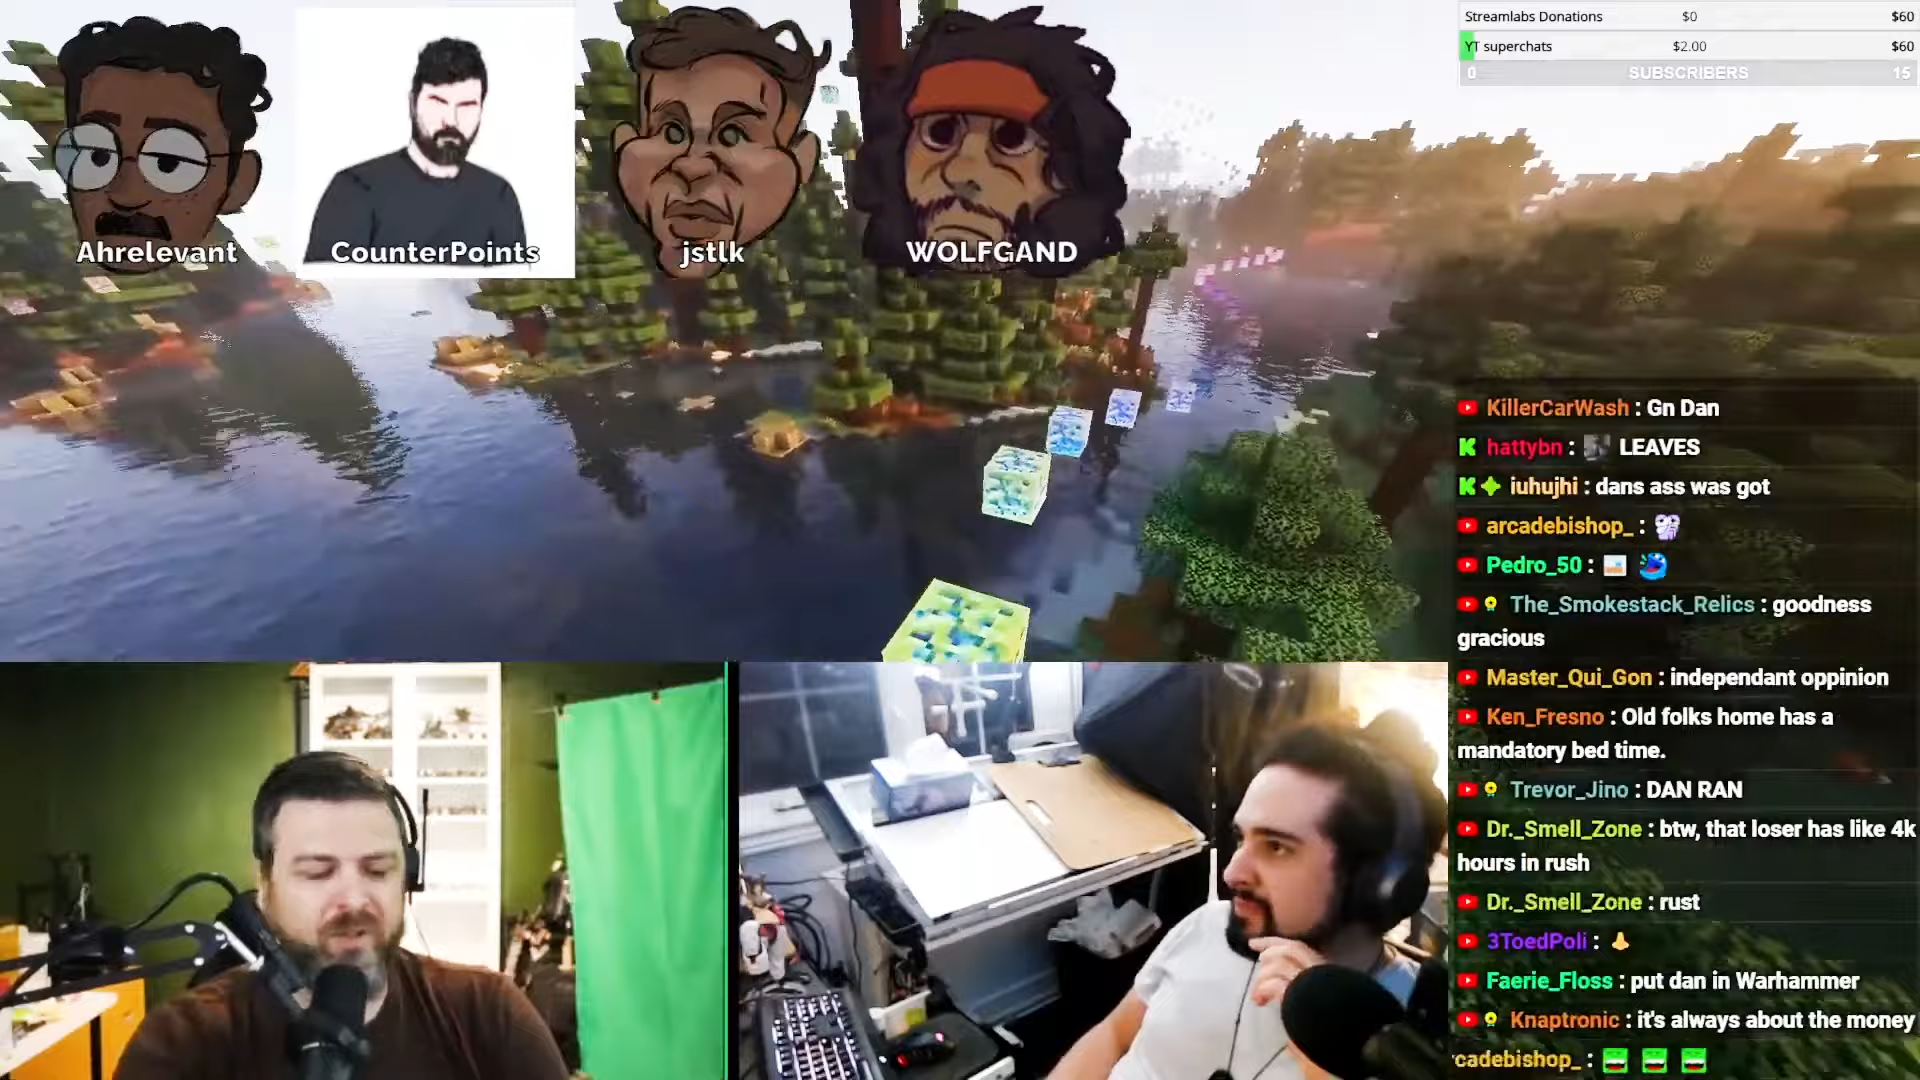 Streamlabs Donations $0 $60
YT superchats $2.00 $60
0 SUBSCRIBERS 15
Ahrelevant CounterPoints jstlk WOLFGAND
KillerCarWash : Gn Dan
hattybn : LEAVES
iuhujhi : dans ass was got
arcadebishop_ :
Pedro_50 :
The_Smokestack_Relics : goodness
gracious
Master_Qui_Gon : independant oppinion
Ken_Fresno : Old folks home has a
mandatory bed time.
Trevor_Jino : DAN RAN
Dr._Smell_Zone : btw, that loser has like 4k
hours in rush
Dr._Smell_Zone : rust
3ToedPoli :
Faerie_Floss : put dan in Warhammer
Knaptronic : it's always about the money
rcadebishop_ :